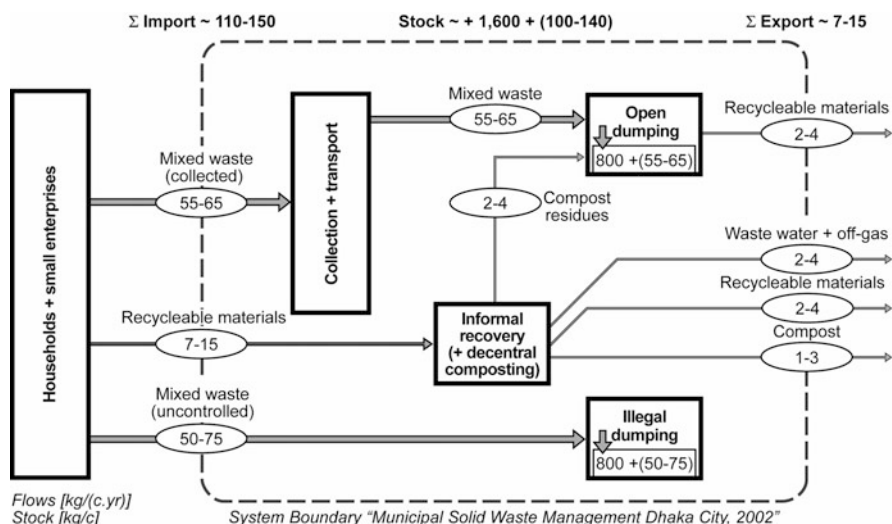 Σ Import ~ 110-150
Stock ~ + 1,600 + (100-140)
Σ Export ~ 7-15
Households + small enterprises
Mixed waste
(collected)
55-65
Collection + transport
Mixed waste
55-65
Open
dumping
800 +(55-65)
Recycleable materials
2-4
2-4
Compost
residues
Waste water + off-gas
2-4
Recycleable materials
7-15
Informal
recovery
(+ decentral
composting)
Recycleable materials
2-4
Compost
1-3
Mixed waste
(uncontrolled)
50-75
Illegal
dumping
800 +(50-75)
Flows [kg/(c.yr)]
Stock [kg/c]
System Boundary “Municipal Solid Waste Management Dhaka City, 2002”